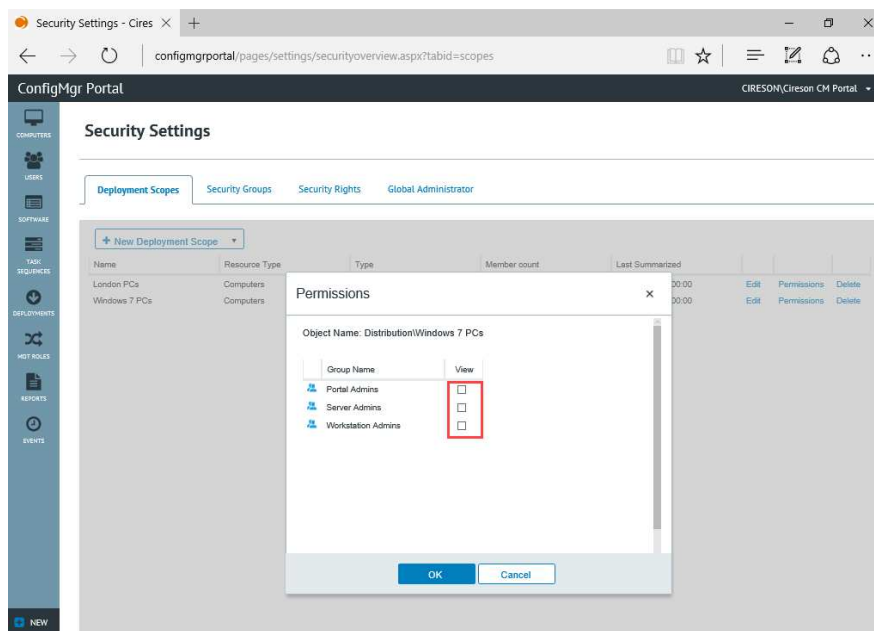 Security Settings - Cires
configmgrportal/pages/settings/securityoverview.aspx?tabid=scopes
ConfigMgr Portal
CIRESON\Cireson CM Portal
COMPUTERS
USERS
SOFTWARE
TASK
SEQUENCES
DEPLOYMENTS
MDT ROLES
REPORTS
EVENTS
NEW
Security Settings
Deployment Scopes Security Groups Security Rights Global Administrator
+ New Deployment Scope
Name Resource Type Type Member count Last Summarized
London PCs Computers 00:00 Edit Permissions Delete
Windows 7 PCs Computers 00:00 Edit Permissions Delete
Permissions
Object Name: Distribution\Windows 7 PCs
Group Name View
Portal Admins
Server Admins
Workstation Admins
OK Cancel